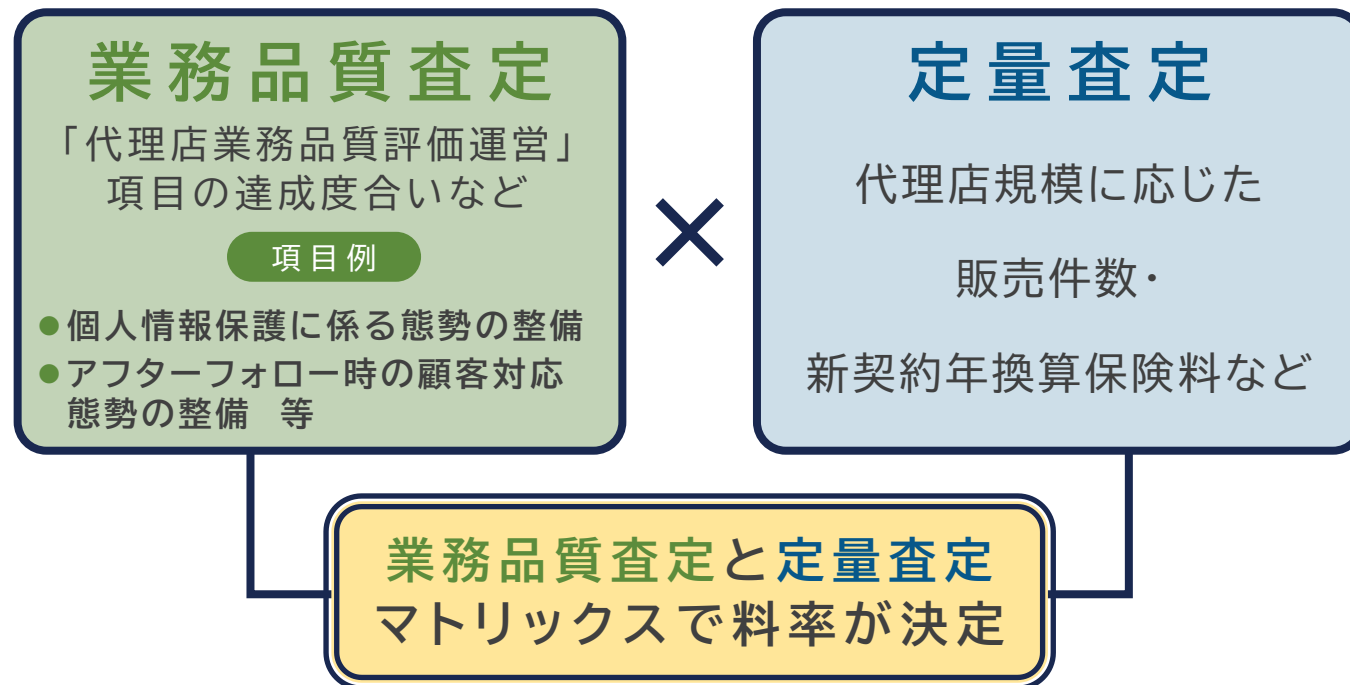 業務品質査定
「代理店業務品質評価運営」
項目の達成度合いなど
項目例
●個人情報保護に係る態勢の整備
●アフターフォロー時の顧客対応
態勢の整備　等
×
定量査定
代理店規模に応じた
販売件数・
新契約年換算保険料など
業務品質査定と定量査定
マトリックスで料率が決定